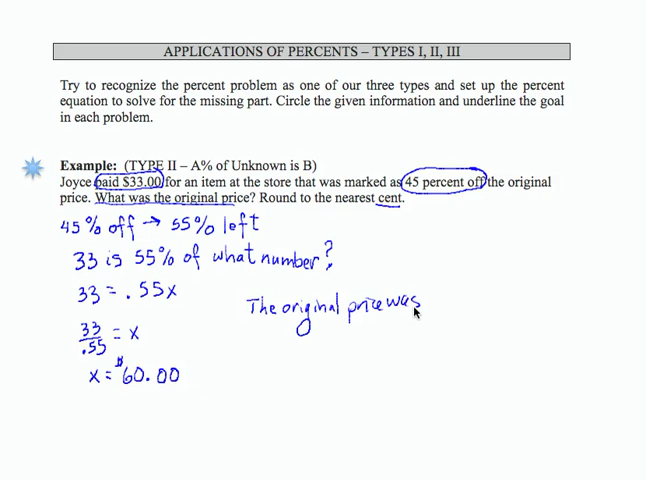 APPLICATIONS OF PERCENTS – TYPES I, II, III
Try to recognize the percent problem as one of our three types and set up the percent
equation to solve for the missing part. Circle the given information and underline the goal
in each problem.
Example: (TYPE II – A% of Unknown is B)
Joyce paid $33.00 for an item at the store that was marked as 45 percent off the original
price. What was the original price? Round to the nearest cent.
45% off → 55% left
33 is 55% of what number?
33 = .55x
The original price was
33/.55 = x
x = $60.00